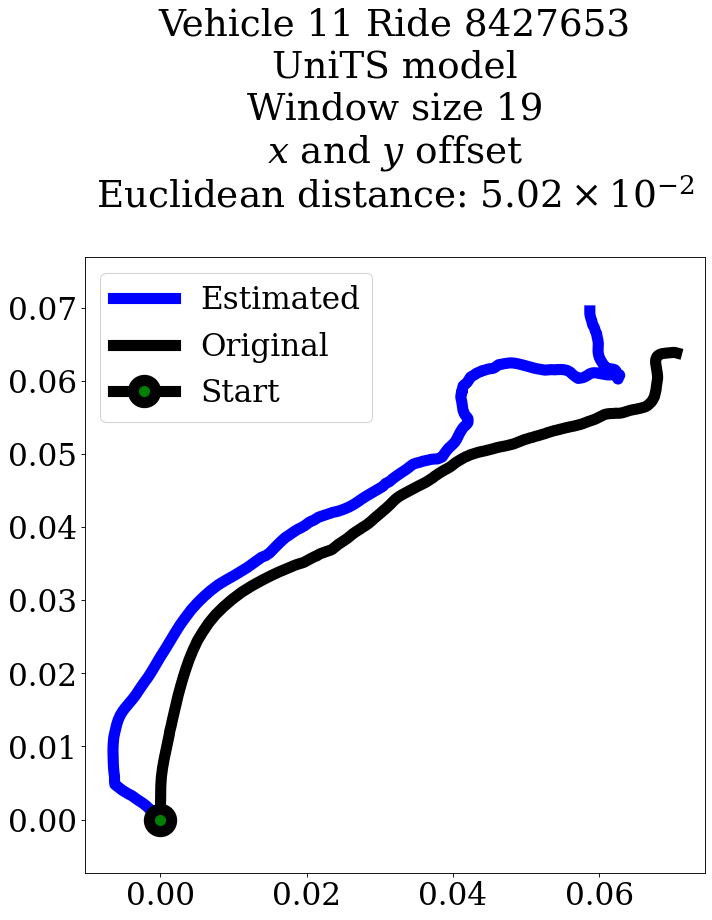 Vehicle 11 Ride 8427653
UniTS model
Window size 19
x and y offset
Euclidean distance: 5.02 × 10⁻²
Estimated
Original
Start
0.07
0.06
0.05
0.04
0.03
0.02
0.01
0.00
0.00 0.02 0.04 0.06